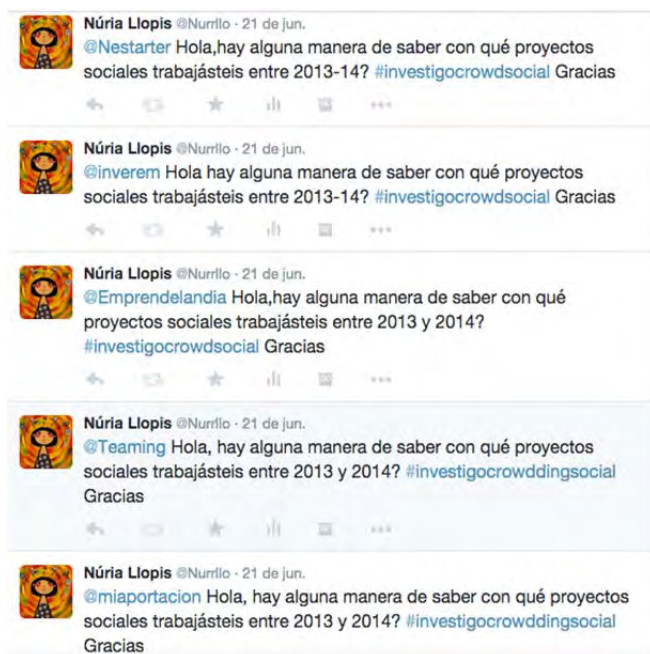 Núria Llopis @Nurrllo · 21 de jun.
@Nestarter Hola,hay alguna manera de saber con qué proyectos
sociales trabajásteis entre 2013-14? #investigocrowdsocial Gracias
Núria Llopis @Nurrllo · 21 de jun.
@inverem Hola hay alguna manera de saber con qué proyectos
sociales trabajásteis entre 2013-14? #investigocrowdsocial Gracias
Núria Llopis @Nurrllo · 21 de jun.
@Emprendelandia Hola,hay alguna manera de saber con qué
proyectos sociales trabajásteis entre 2013 y 2014?
#investigocrowdsocial Gracias
Núria Llopis @Nurrllo · 21 de jun.
@Teaming Hola, hay alguna manera de saber con qué proyectos
sociales trabajásteis entre 2013 y 2014? #investigocrowddingsocial
Gracias
Núria Llopis @Nurrllo · 21 de jun.
@miaportacion Hola, hay alguna manera de saber con qué proyectos
sociales trabajásteis entre 2013 y 2014? #investigocrowddingsocial
Gracias